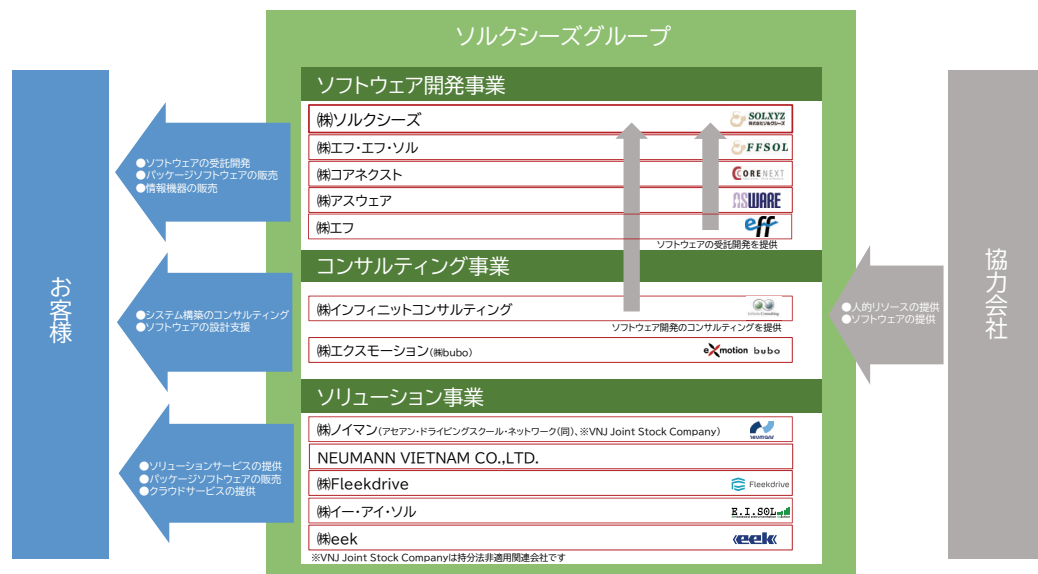 ソルクシーズグループ
ソフトウェア開発事業
㈱ソルクシーズ
SOLXYZ
株式会社ソルクシーズ
㈱エフ・エフ・ソル
FFSOL
㈱コアネクスト
CORENEXT
㈱アスウェア
ASWARE
㈱エフ
eff
ソフトウェアの受託開発を提供
コンサルティング事業
㈱インフィニットコンサルティング
ソフトウェア開発のコンサルティングを提供
㈱エクスモーション(㈱bubo)
eXmotion bubo
ソリューション事業
㈱ノイマン(アセアン・ドライビングスクール・ネットワーク(同)、※VNJ Joint Stock Company)
NEUMANN
NEUMANN VIETNAM CO.,LTD.
㈱Fleekdrive
Fleekdrive
㈱イー・アイ・ソル
E.I.SOL
㈱eek
eek
※VNJ Joint Stock Companyは持分法非適用関連会社です
お客様
●ソフトウェアの受託開発
●パッケージソフトウェアの販売
●情報機器の販売
●システム構築のコンサルティング
●ソフトウェアの設計支援
●ソリューションサービスの提供
●パッケージソフトウェアの販売
●クラウドサービスの提供
●人的リソースの提供
●ソフトウェアの提供
協力会社